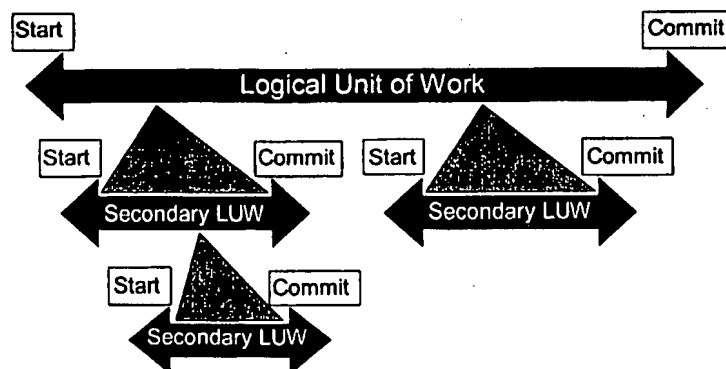 Start
Commit
Logical Unit of Work
Start
Commit
Start
Commit
Secondary LUW
Secondary LUW
Start
Commit
Secondary LUW